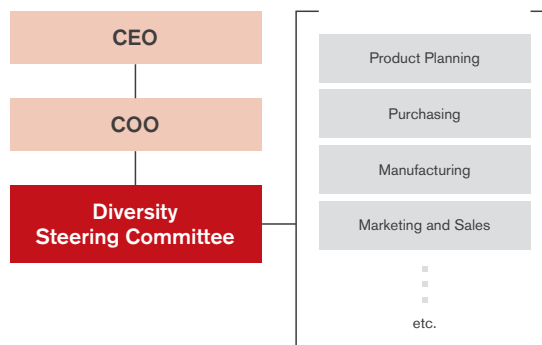 CEO
COO
Diversity
Steering Committee
Product Planning
Purchasing
Manufacturing
Marketing and Sales
etc.